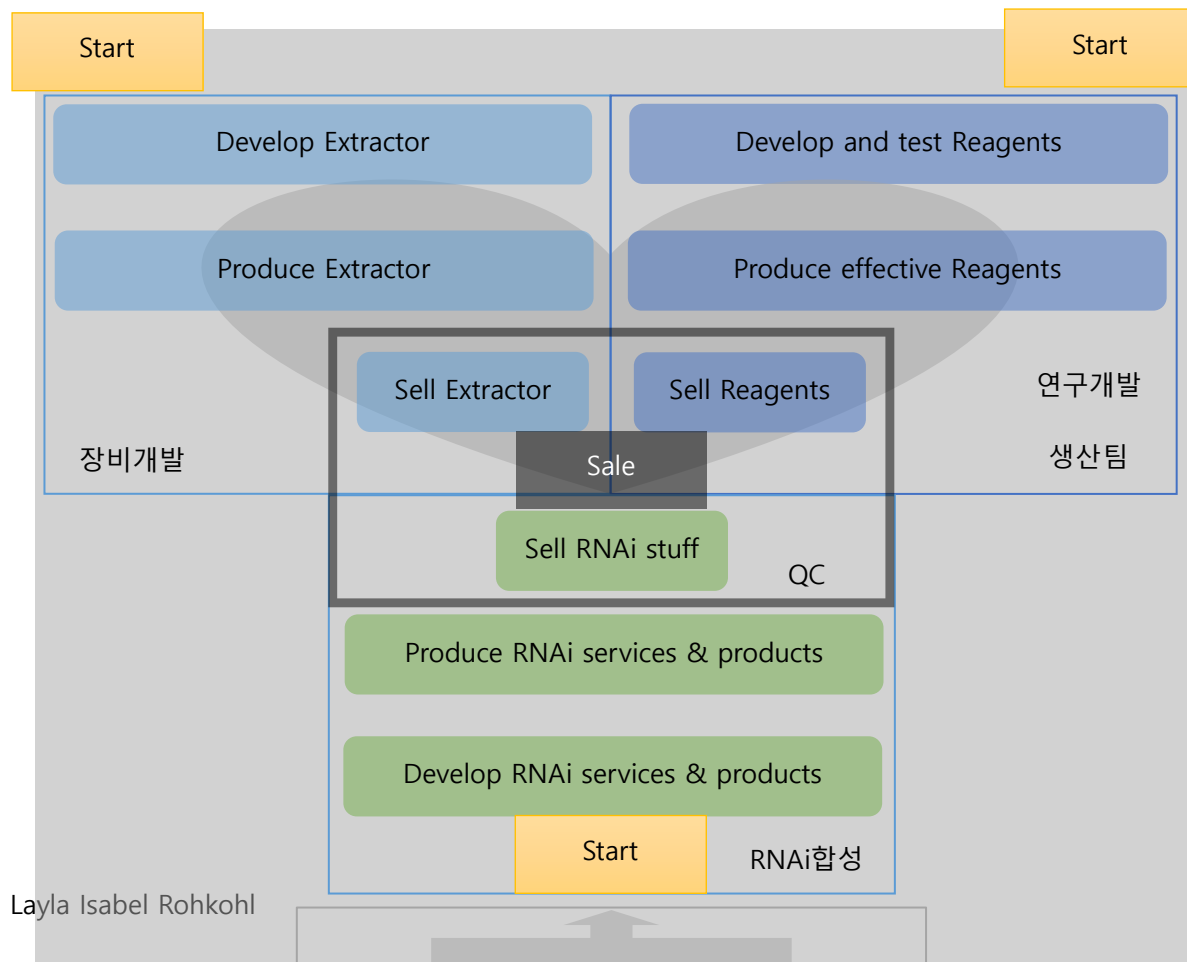 Start
Start
Develop Extractor
Develop and test Reagents
Produce Extractor
Produce effective Reagents
Sell Extractor
Sell Reagents
연구개발
장비개발
생산팀
Sale
Sell RNAi stuff
QC
Produce RNAi services & products
Develop RNAi services & products
Start
RNAi합성
Layla Isabel Rohkohl